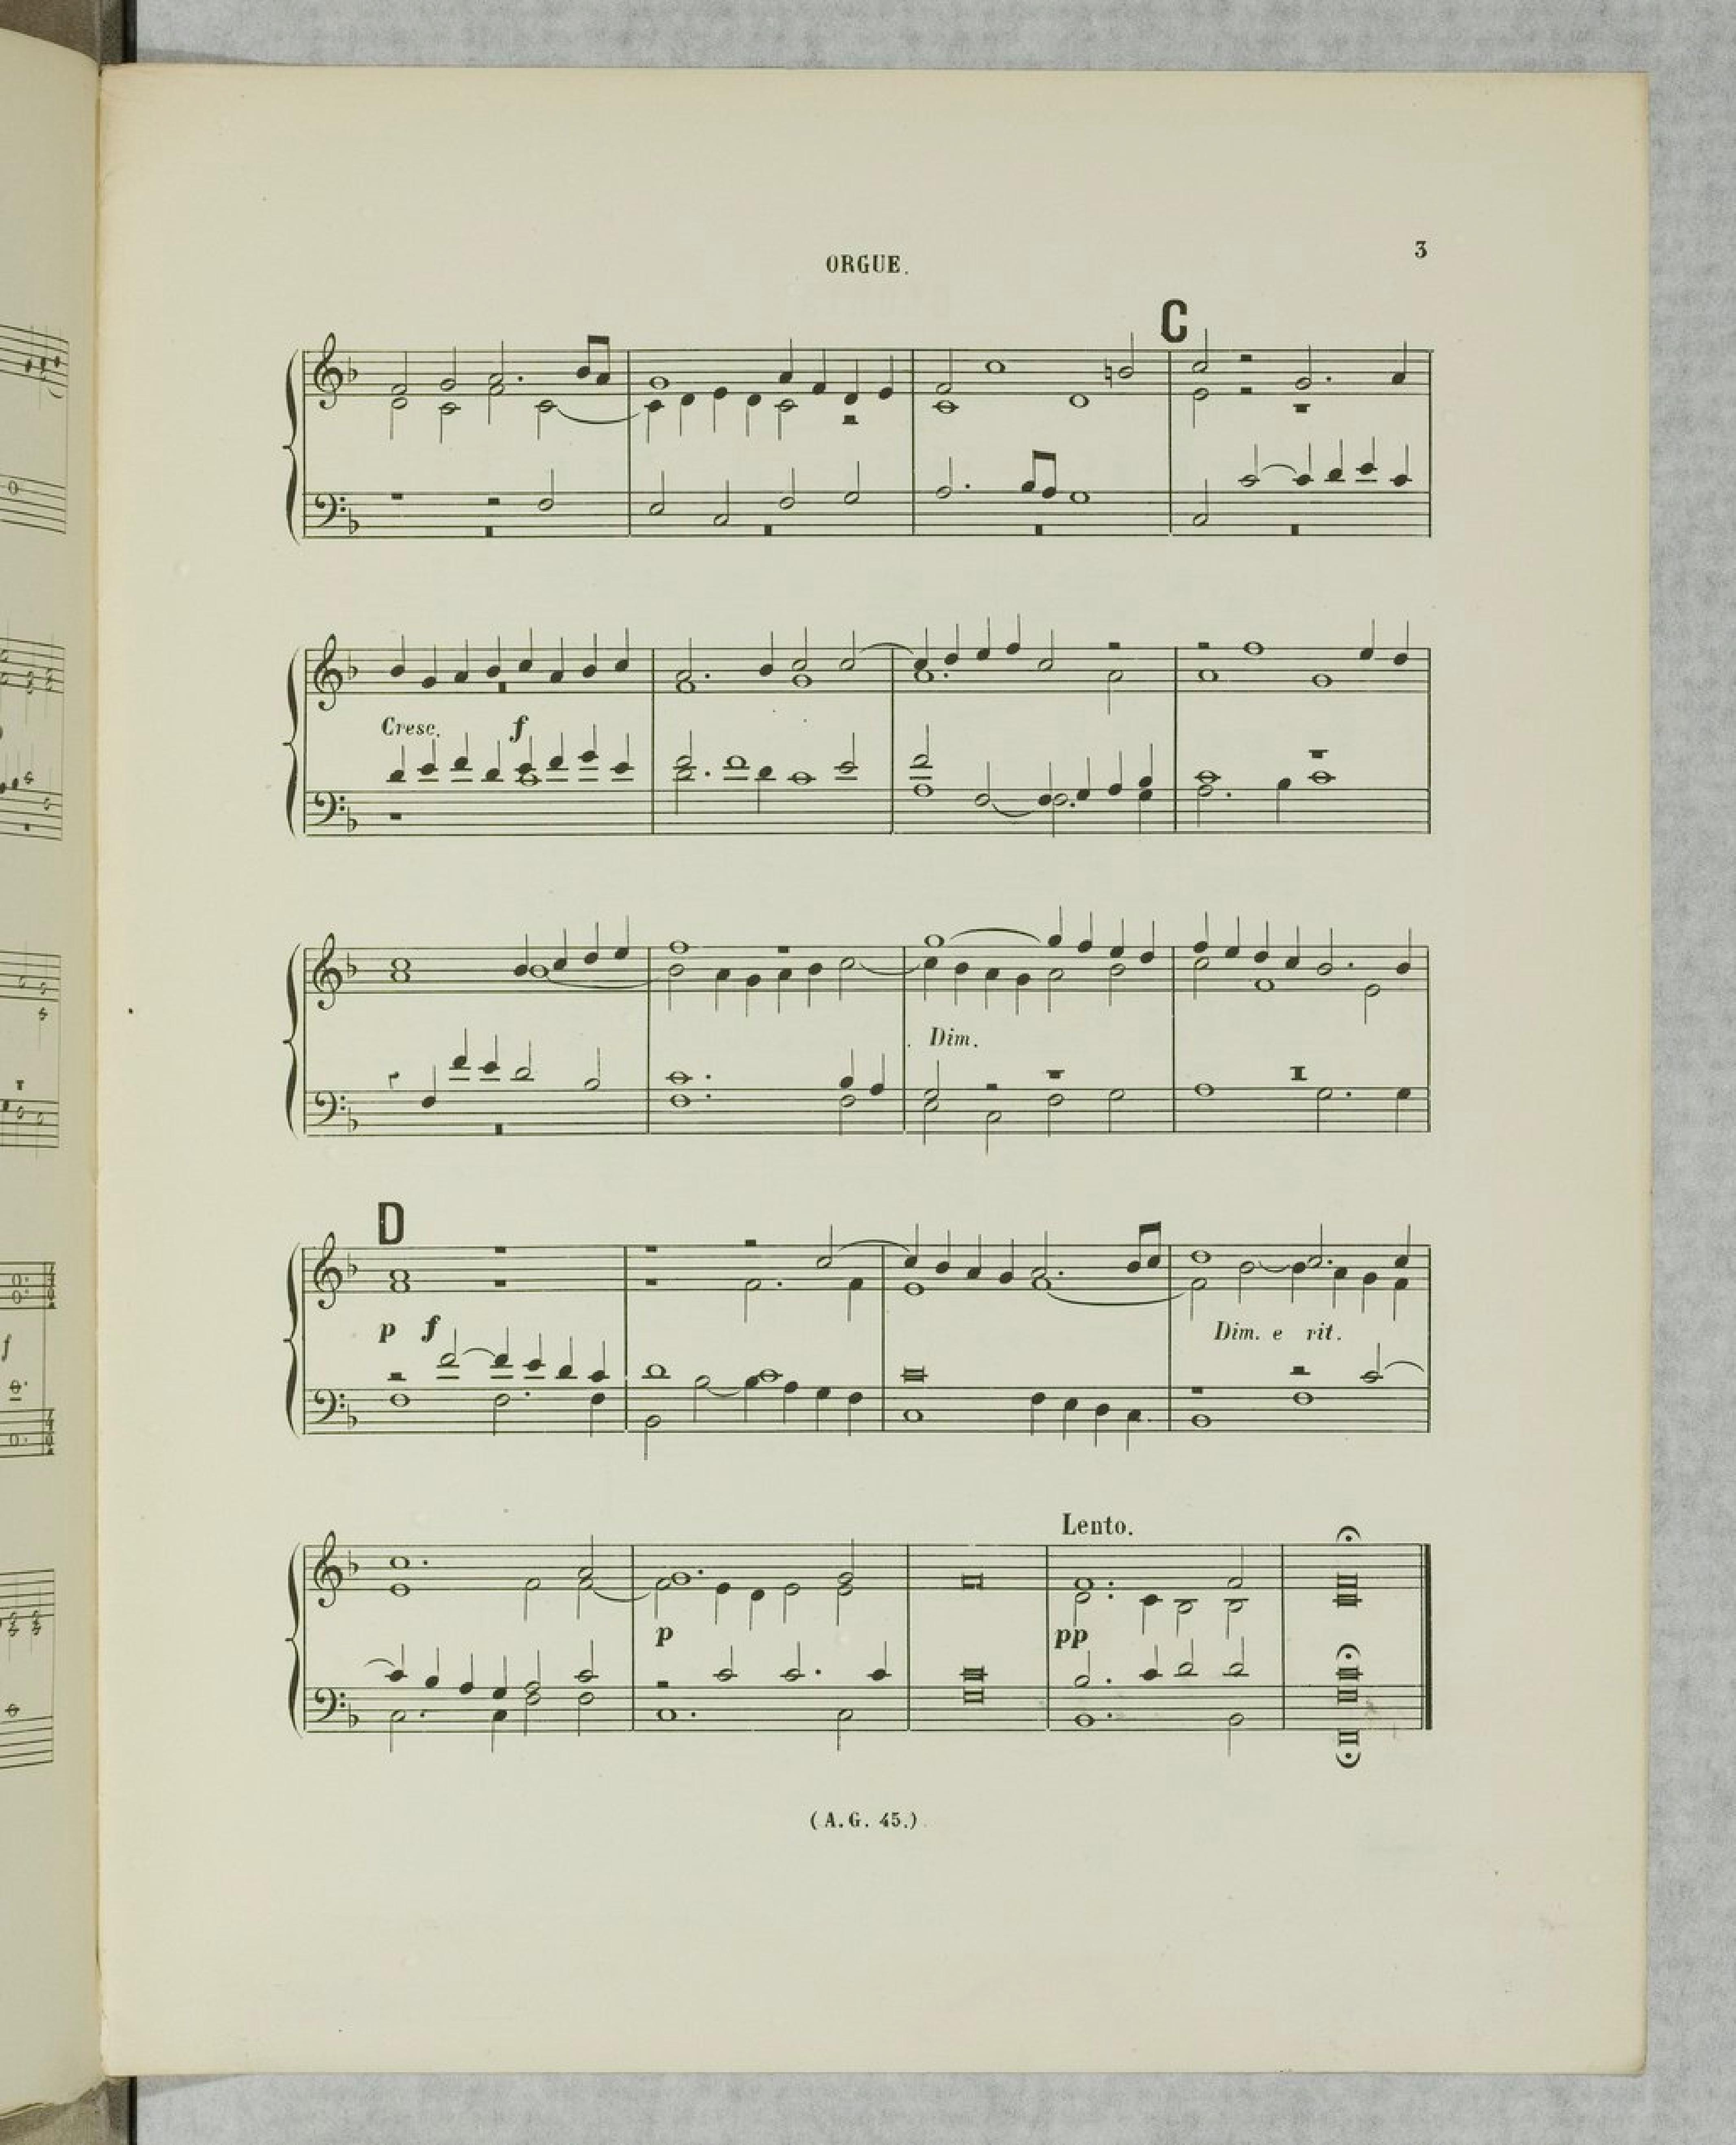 3
ORGUE.
C
Cresc. f
Dim.
D
p f
Dim. e rit.
Lento.
p
pp
(A.G. 45.)